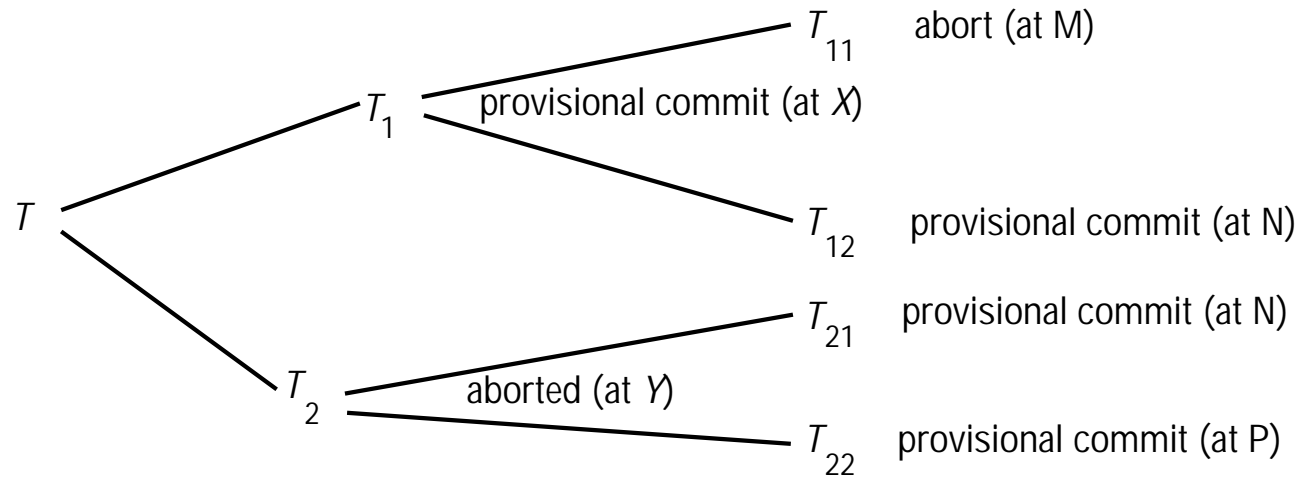 T11 abort (at M)
T1 provisional commit (at X)
T
T12 provisional commit (at N)
T21 provisional commit (at N)
T2 aborted (at Y)
T22 provisional commit (at P)